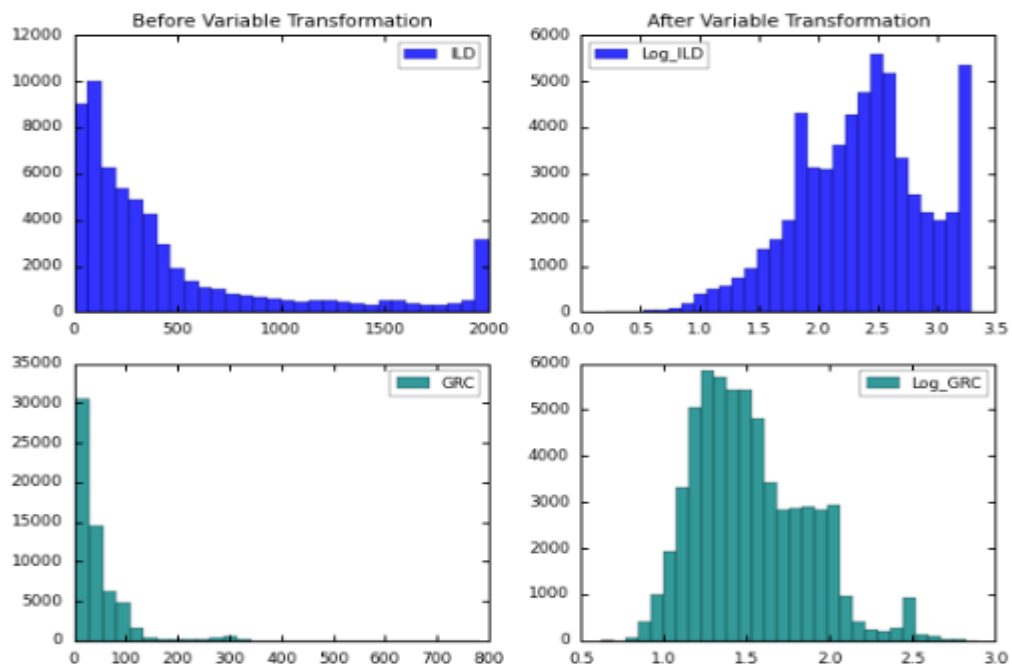 Before Variable Transformation
After Variable Transformation
12000
10000
8000
6000
4000
2000
0
ILD
0 500 1000 1500 2000
6000
5000
4000
3000
2000
1000
0
Log_ILD
0.0 0.5 1.0 1.5 2.0 2.5 3.0 3.5
35000
30000
25000
20000
15000
10000
5000
0
GRC
0 100 200 300 400 500 600 700 800
6000
5000
4000
3000
2000
1000
0
Log_GRC
0.5 1.0 1.5 2.0 2.5 3.0